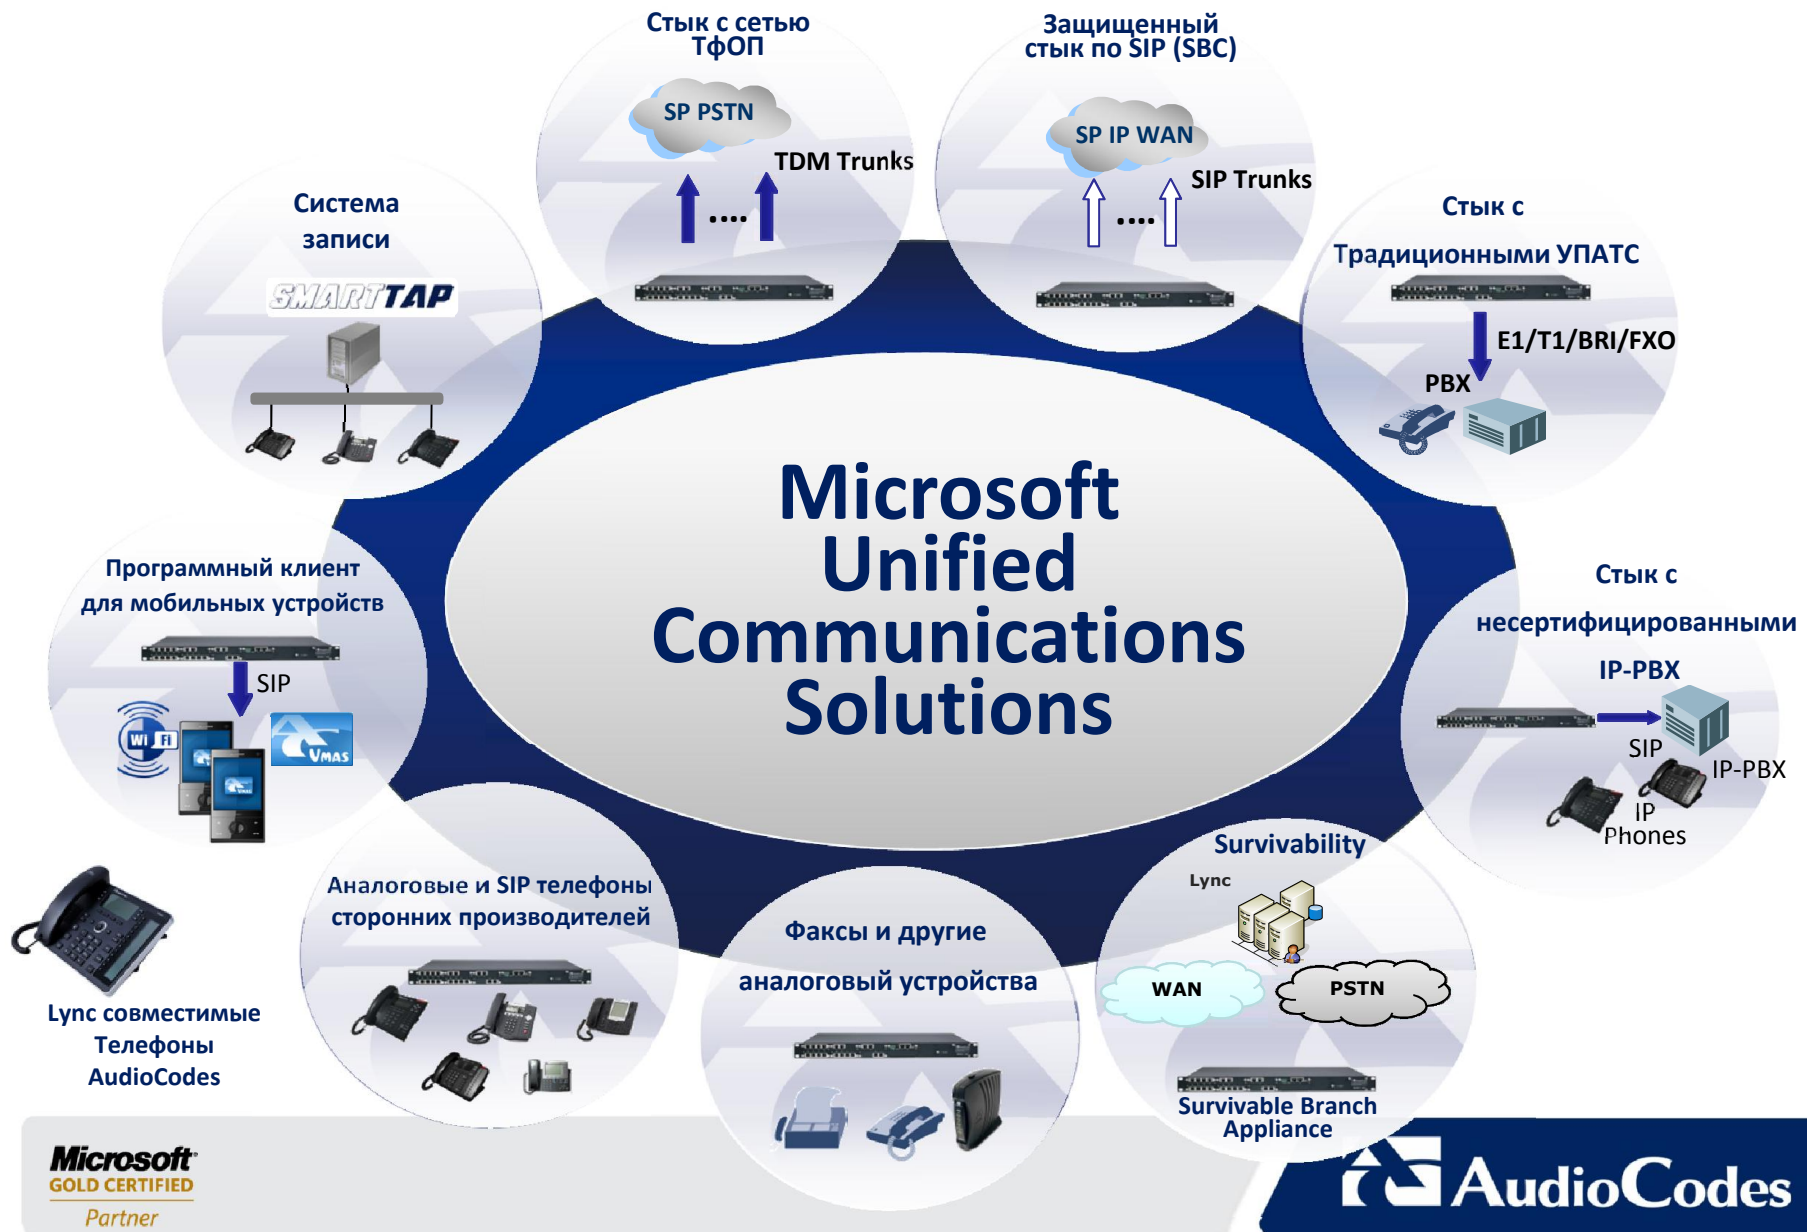 Стык с сетью
ТфОП
SP PSTN
TDM Trunks
....
Защищенный
стык по SIP (SBC)
SP IP WAN
SIP Trunks
....
Стык с
Традиционными УПАТС
E1/T1/BRI/FXO
PBX
Система
записи
SMARTTAP
Microsoft
Unified
Communications
Solutions
Программный клиент
для мобильных устройств
SIP
Wi Fi
VMAS
Стык с
несертифицированными
IP-PBX
SIP
IP-PBX
IP
Phones
Survivability
Lync
WAN
PSTN
Survivable Branch
Appliance
Аналоговые и SIP телефоны
сторонних производителей
Факсы и другие
аналоговый устройства
Lync совместимые
Телефоны
AudioCodes
Microsoft
GOLD CERTIFIED
Partner
AudioCodes